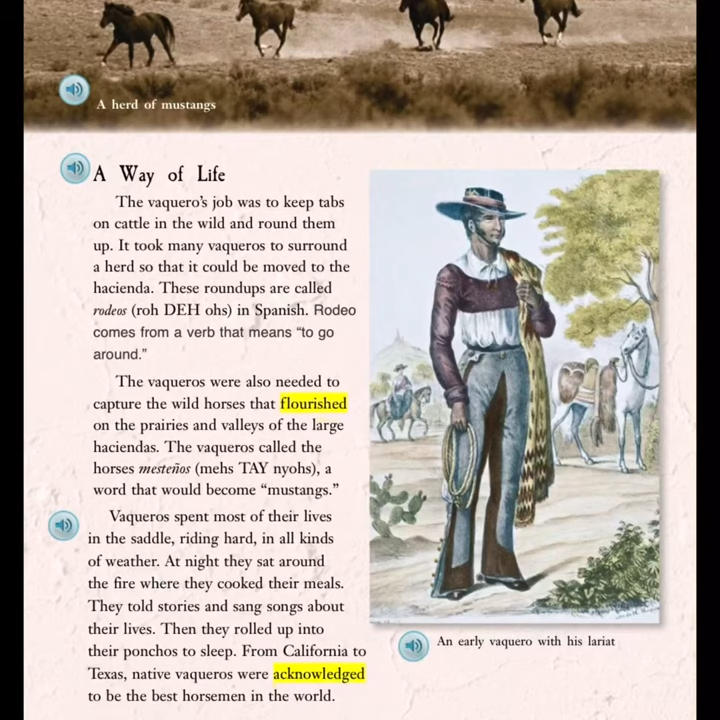 A herd of mustangs
A Way of Life
The vaquero’s job was to keep tabs
on cattle in the wild and round them
up. It took many vaqueros to surround
a herd so that it could be moved to the
hacienda. These roundups are called
rodeos (roh DEH ohs) in Spanish. Rodeo
comes from a verb that means “to go
around.”
The vaqueros were also needed to
capture the wild horses that flourished
on the prairies and valleys of the large
haciendas. The vaqueros called the
horses mesteños (mehs TAY nyohs), a
word that would become “mustangs.”
Vaqueros spent most of their lives
in the saddle, riding hard, in all kinds
of weather. At night they sat around
the fire where they cooked their meals.
They told stories and sang songs about
their lives. Then they rolled up into
their ponchos to sleep. From California to
Texas, native vaqueros were acknowledged
to be the best horsemen in the world.
An early vaquero with his lariat